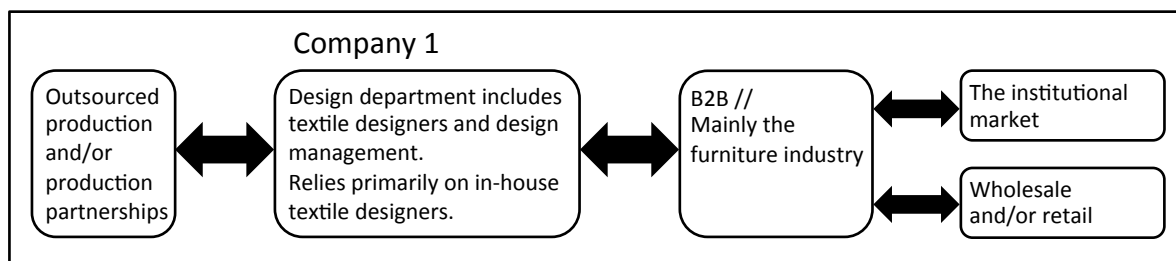 Company 1
Outsourced
production
and/or
production
partnerships
Design department includes
textile designers and design
management.
Relies primarily on in-house
textile designers.
B2B //
Mainly the
furniture industry
The institutional
market
Wholesale
and/or retail